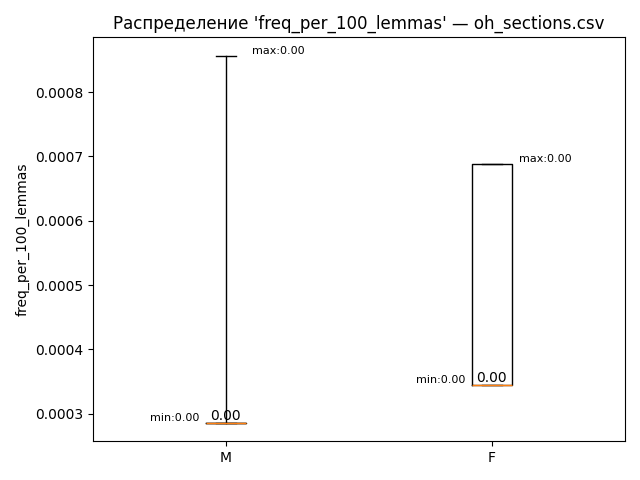 Распределение 'freq_per_100_lemmas' — oh_sections.csv
max:0.00
0.0008
max:0.00
0.0007
0.0006
freq_per_100_lemmas
0.0005
0.0004
min:0.00
0.00
min:0.00
0.00
0.0003
M
F